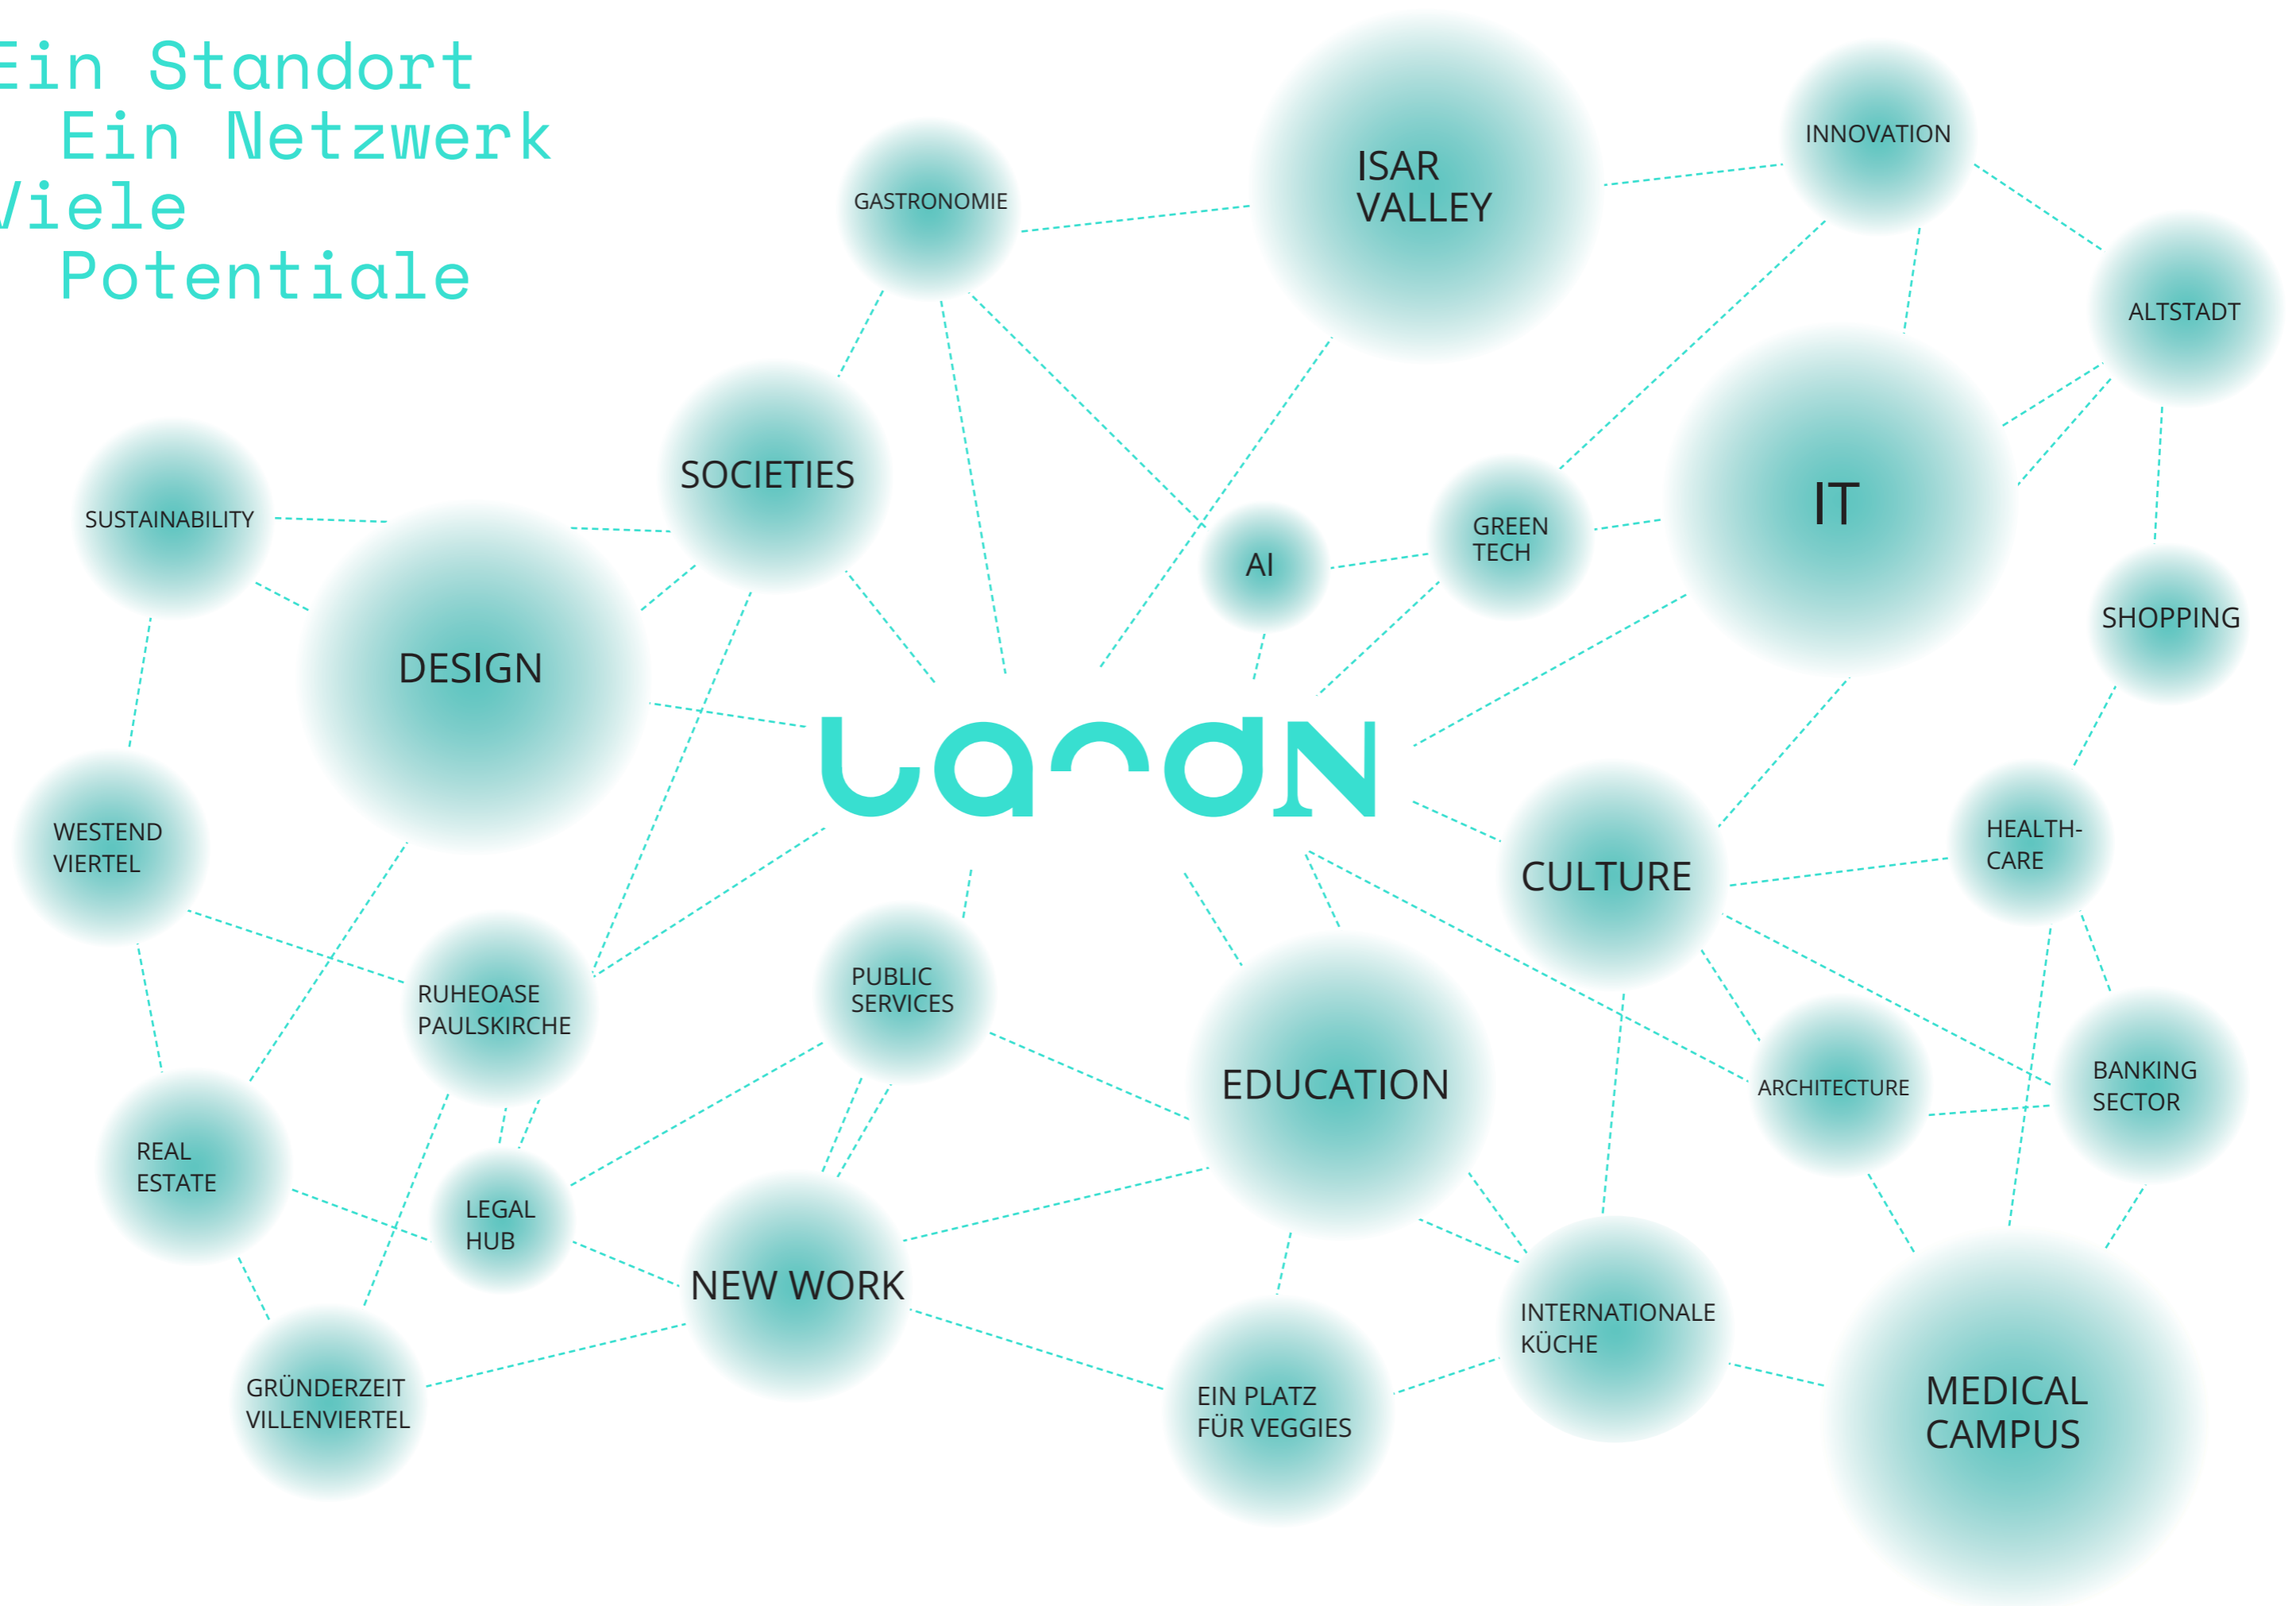 Ein Standort
Ein Netzwerk
Viele
Potentiale
ISAR
VALLEY
INNOVATION
GASTRONOMIE
ALTSTADT
SOCIETIES
IT
SUSTAINABILITY
GREEN
TECH
AI
SHOPPING
DESIGN
LaNdN
WESTEND
VIERTEL
HEALTH-
CARE
CULTURE
RUHEOASE
PAULSKIRCHE
PUBLIC
SERVICES
EDUCATION
ARCHITECTURE
BANKING
SECTOR
REAL
ESTATE
LEGAL
HUB
NEW WORK
INTERNATIONALE
KÜCHE
GRÜNDERZEIT
VILLENVIERTEL
EIN PLATZ
FÜR VEGGIES
MEDICAL
CAMPUS